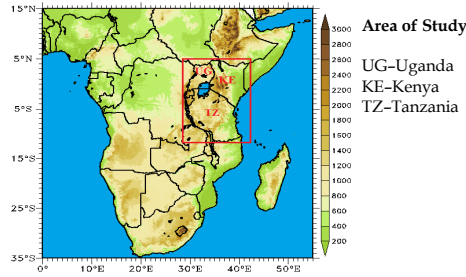 15°N
5°N
5°S
15°S
25°S
35°S
0°
10°E
20°E
30°E
40°E
50°E
UG
KE
TZ
3000
2800
2600
2400
2200
2000
1800
1600
1400
1200
1000
800
600
400
200
Area of Study
UG–Uganda
KE–Kenya
TZ–Tanzania